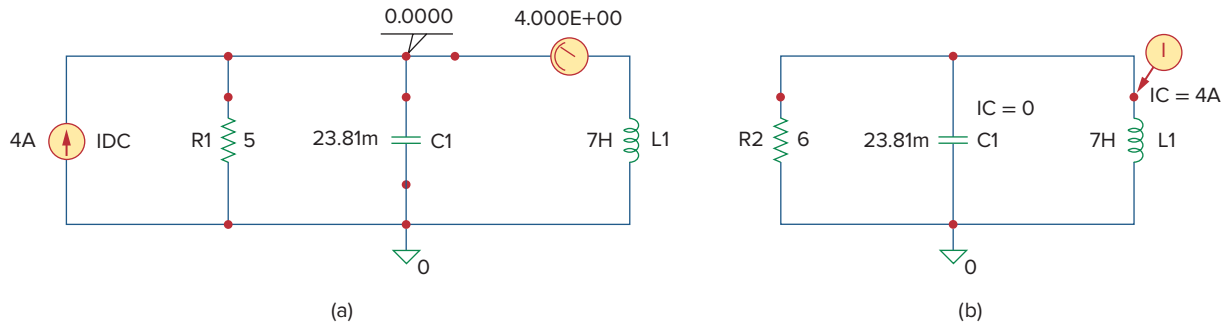 0.0000
4.000E+00
4A
IDC
R1
5
23.81m
C1
7H
L1
0
(a)
I
IC = 4A
IC = 0
R2
6
23.81m
C1
7H
L1
0
(b)